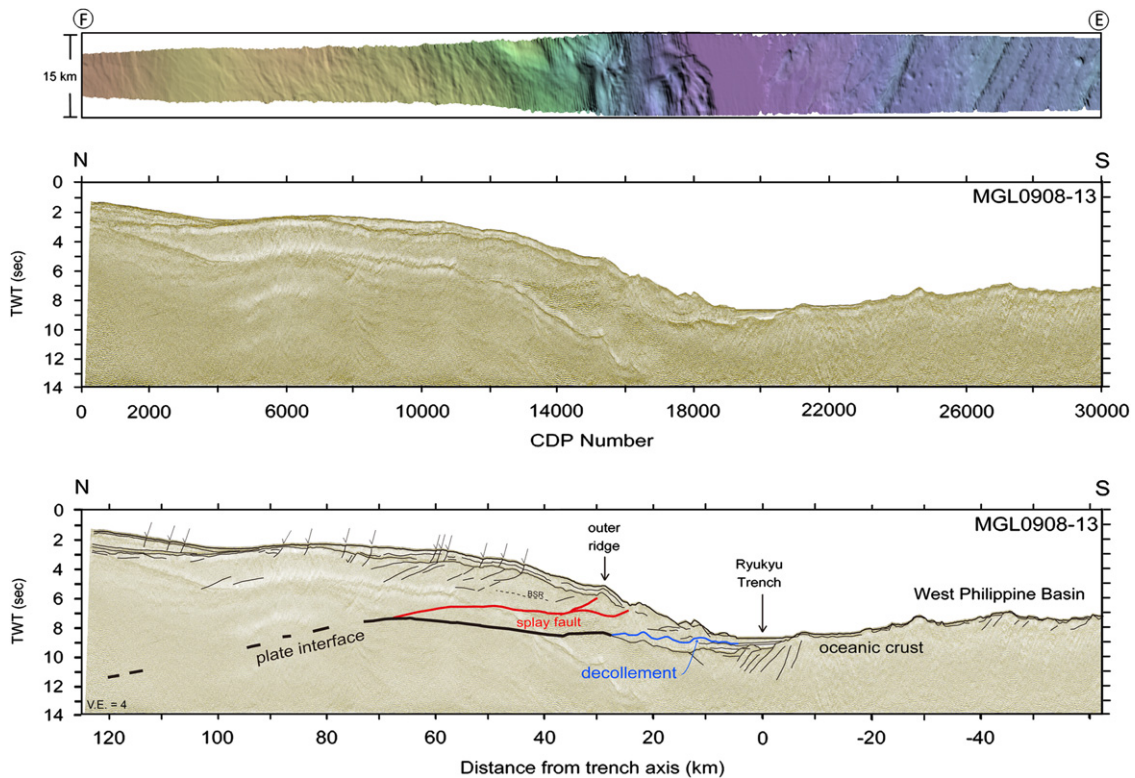 F E
15 km
N S
MGL0908-13
TWT (sec)
0
2
4
6
8
10
12
14
0 2000 6000 10000 14000 18000 22000 26000 30000
CDP Number
N S
MGL0908-13
TWT (sec)
0
2
4
6
8
10
12
14
outer
ridge
Ryukyu
Trench
West Philippine Basin
BSR
splay fault
plate interface
decollement
oceanic crust
V.E. = 4
120 100 80 60 40 20 0 -20 -40
Distance from trench axis (km)